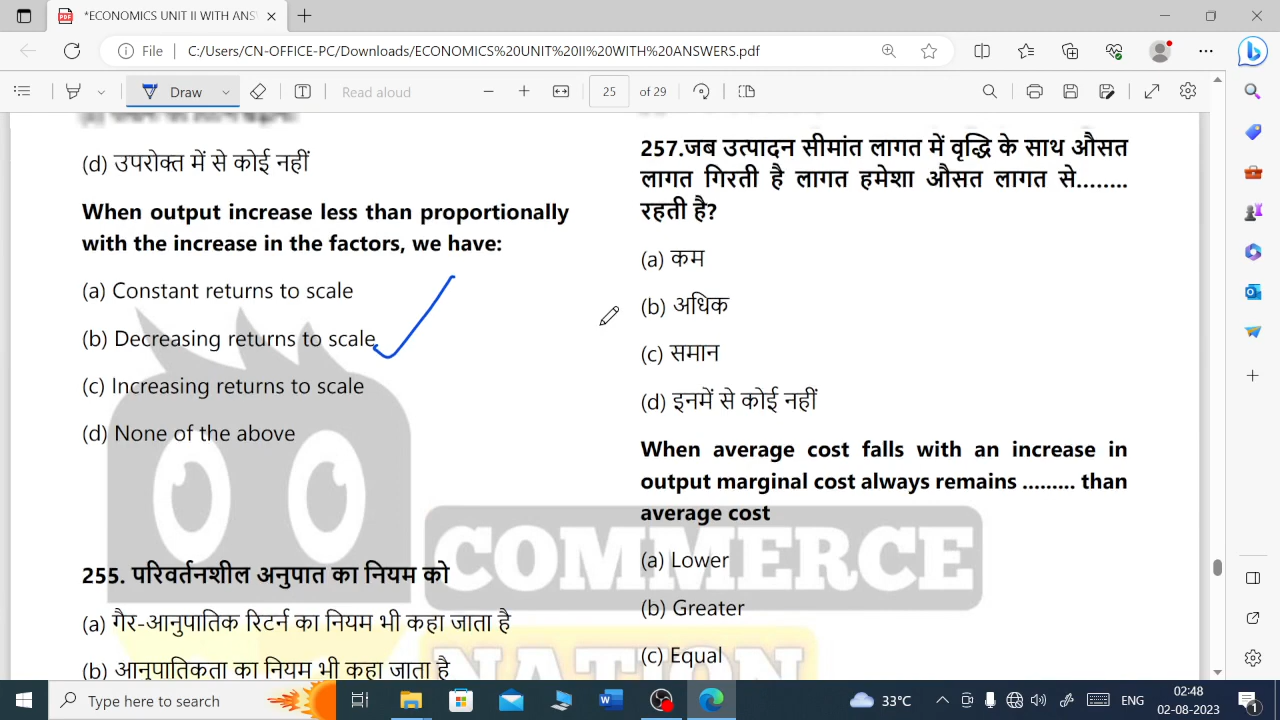 *ECONOMICS UNIT II WITH ANS
File
C:/Users/CN-OFFICE-PC/Downloads/ECONOMICS%20UNIT%20II%20WITH%20ANSWERS.pdf
Draw
Read aloud
25
of 29
(d) उपरोक्त में से कोई नहीं
When output increase less than proportionally
with the increase in the factors, we have:
(a) Constant returns to scale
(b) Decreasing returns to scale
(c) Increasing returns to scale
(d) None of the above
255. परिवर्तनशील अनुपात का नियम को
(a) गैर-आनुपातिक रिटर्न का नियम भी कहा जाता है
(b) आनुपातिकता का नियम भी कहा जाता है
257.जब उत्पादन सीमांत लागत में वृद्धि के साथ औसत
लागत गिरती है लागत हमेशा औसत लागत से........
रहती है?
(a) कम
(b) अधिक
(c) समान
(d) इनमें से कोई नहीं
When average cost falls with an increase in
output marginal cost always remains ......... than
average cost
(a) Lower
(b) Greater
(c) Equal
COMMERCE
NATION
Type here to search
33°C
ENG
02:48
02-08-2023
1